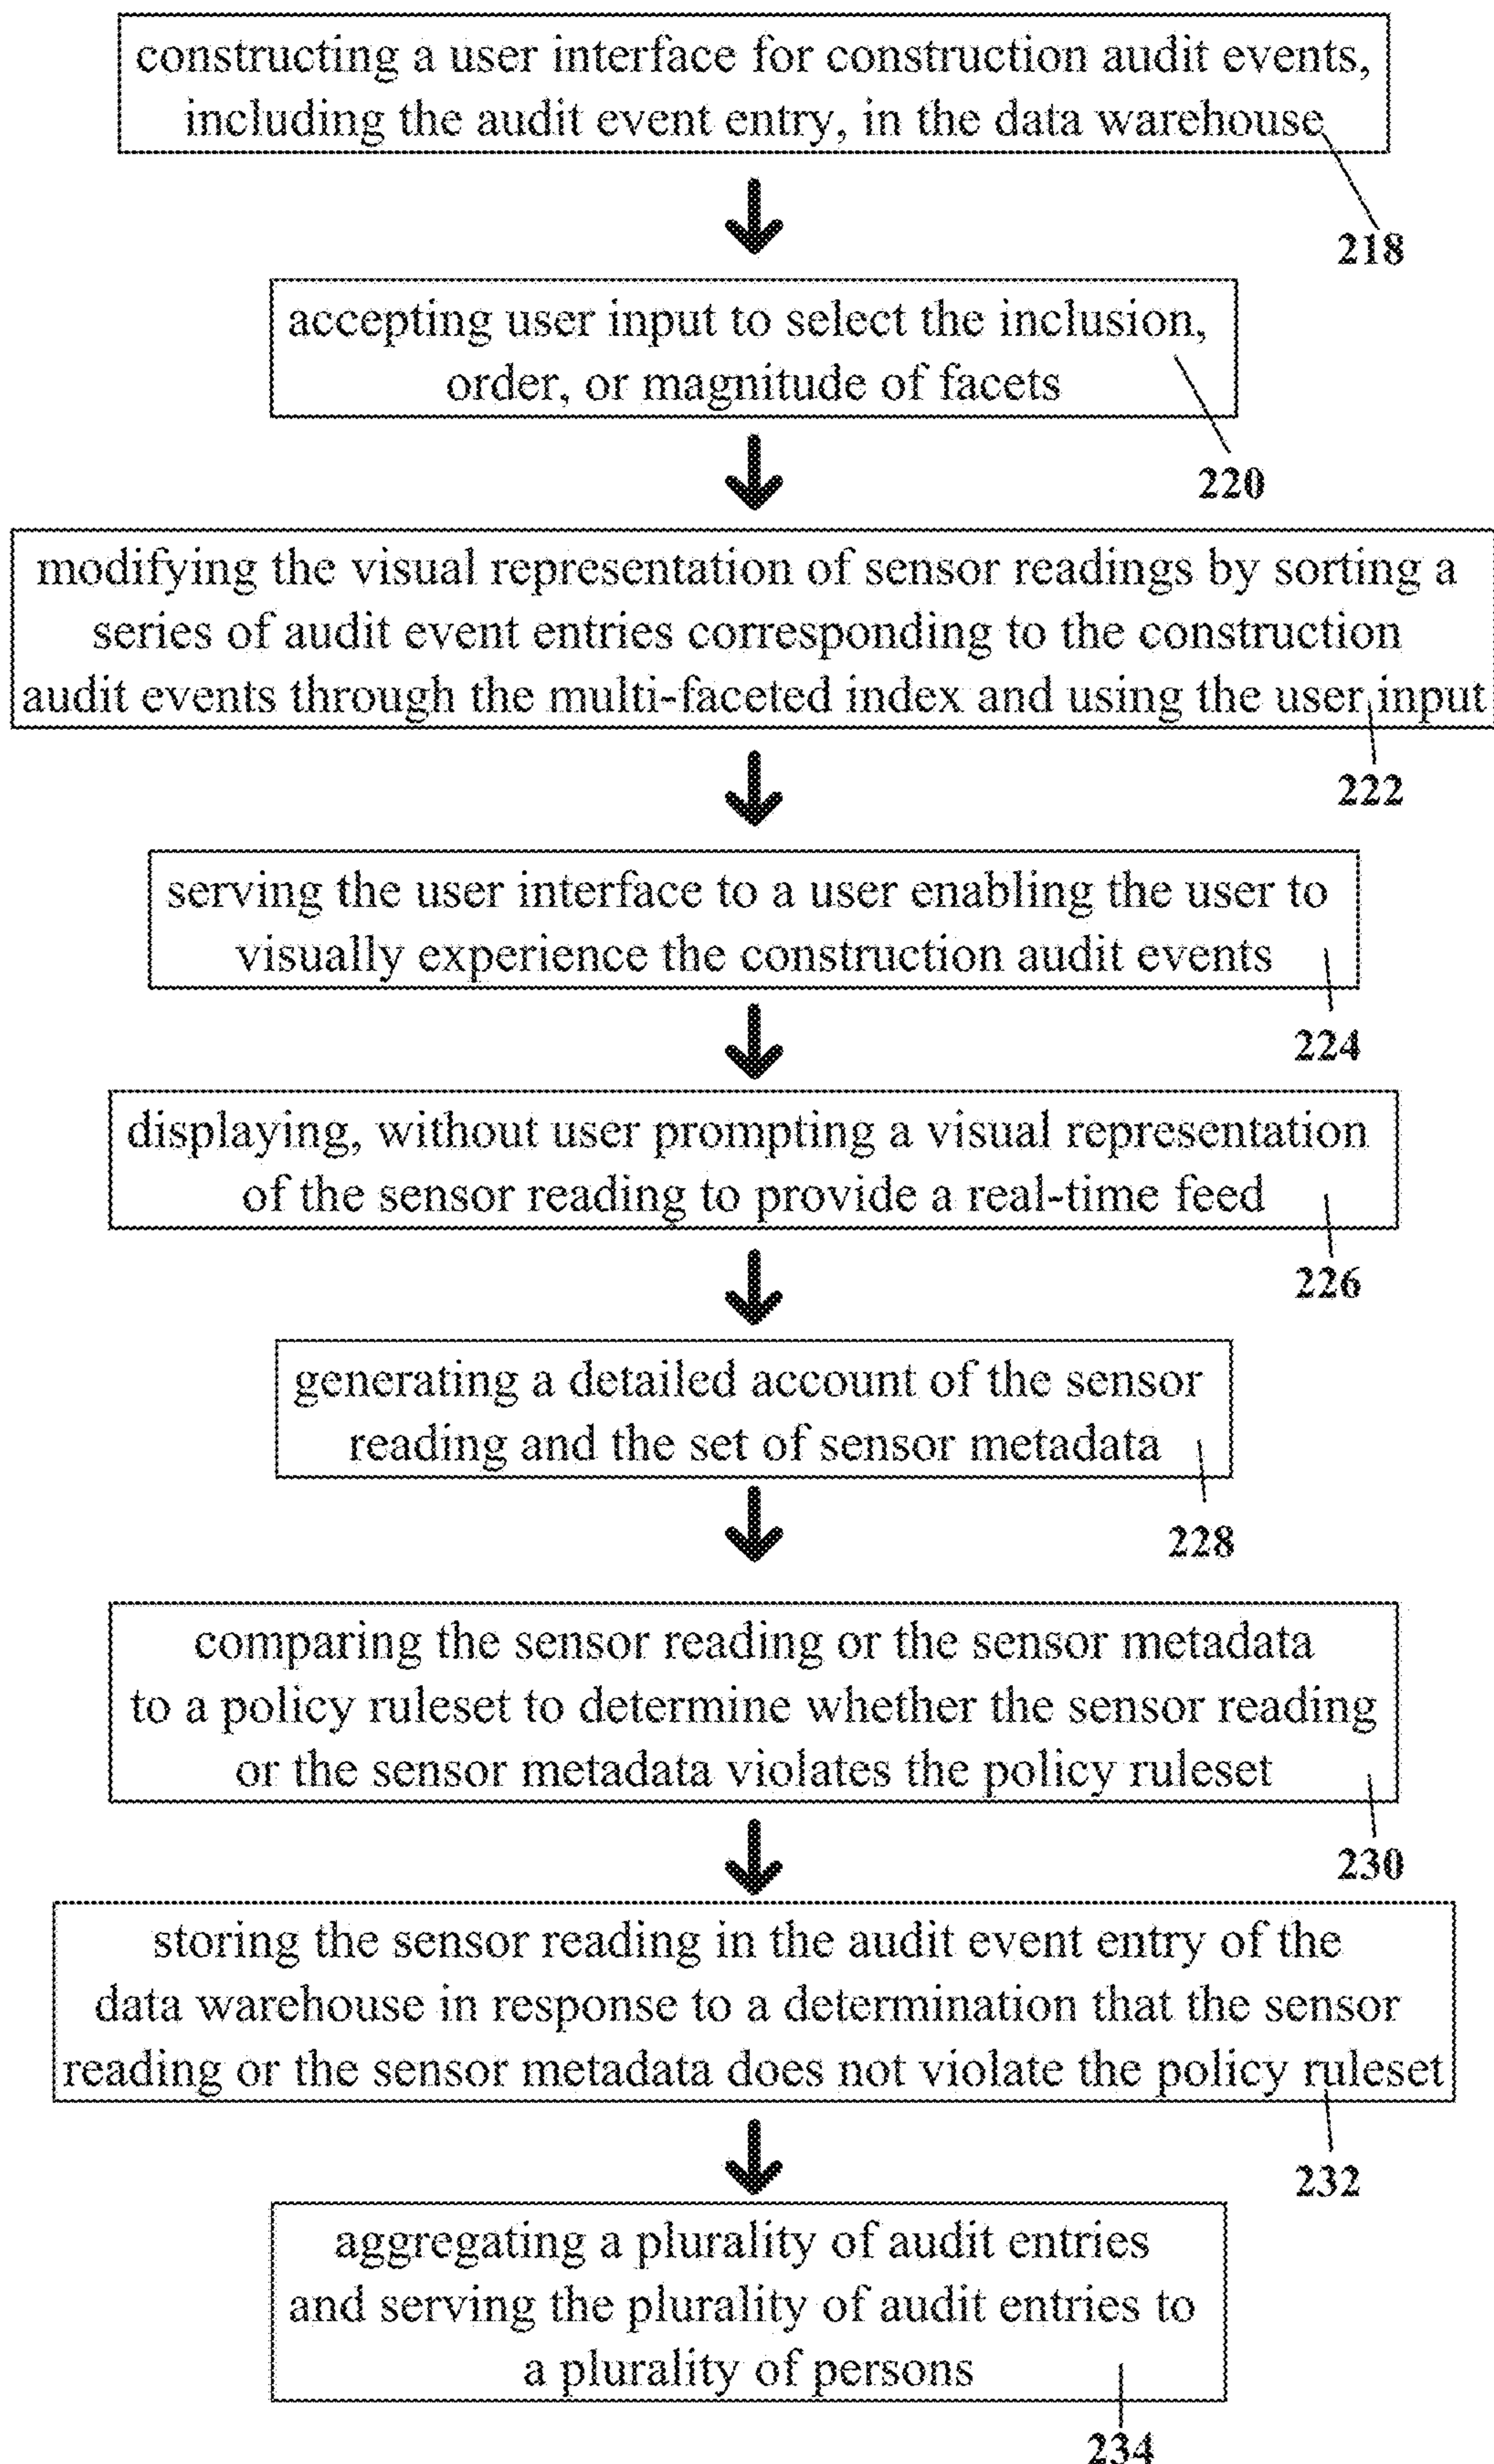 constructing a user interface for construction audit events,
including the audit event entry, in the data warehouse
218
accepting user input to select the inclusion,
order, or magnitude of facets
220
modifying the visual representation of sensor readings by sorting a
series of audit event entries corresponding to the construction
audit events through the multi-faceted index and using the user input
222
serving the user interface to a user enabling the user to
visually experience the construction audit events
224
displaying, without user prompting a visual representation
of the sensor reading to provide a real-time feed
226
generating a detailed account of the sensor
reading and the set of sensor metadata
228
comparing the sensor reading or the sensor metadata
to a policy ruleset to determine whether the sensor reading
or the sensor metadata violates the policy ruleset
230
storing the sensor reading in the audit event entry of the
data warehouse in response to a determination that the sensor
reading or the sensor metadata does not violate the policy ruleset
232
aggregating a plurality of audit entries
and serving the plurality of audit entries to
a plurality of persons
234